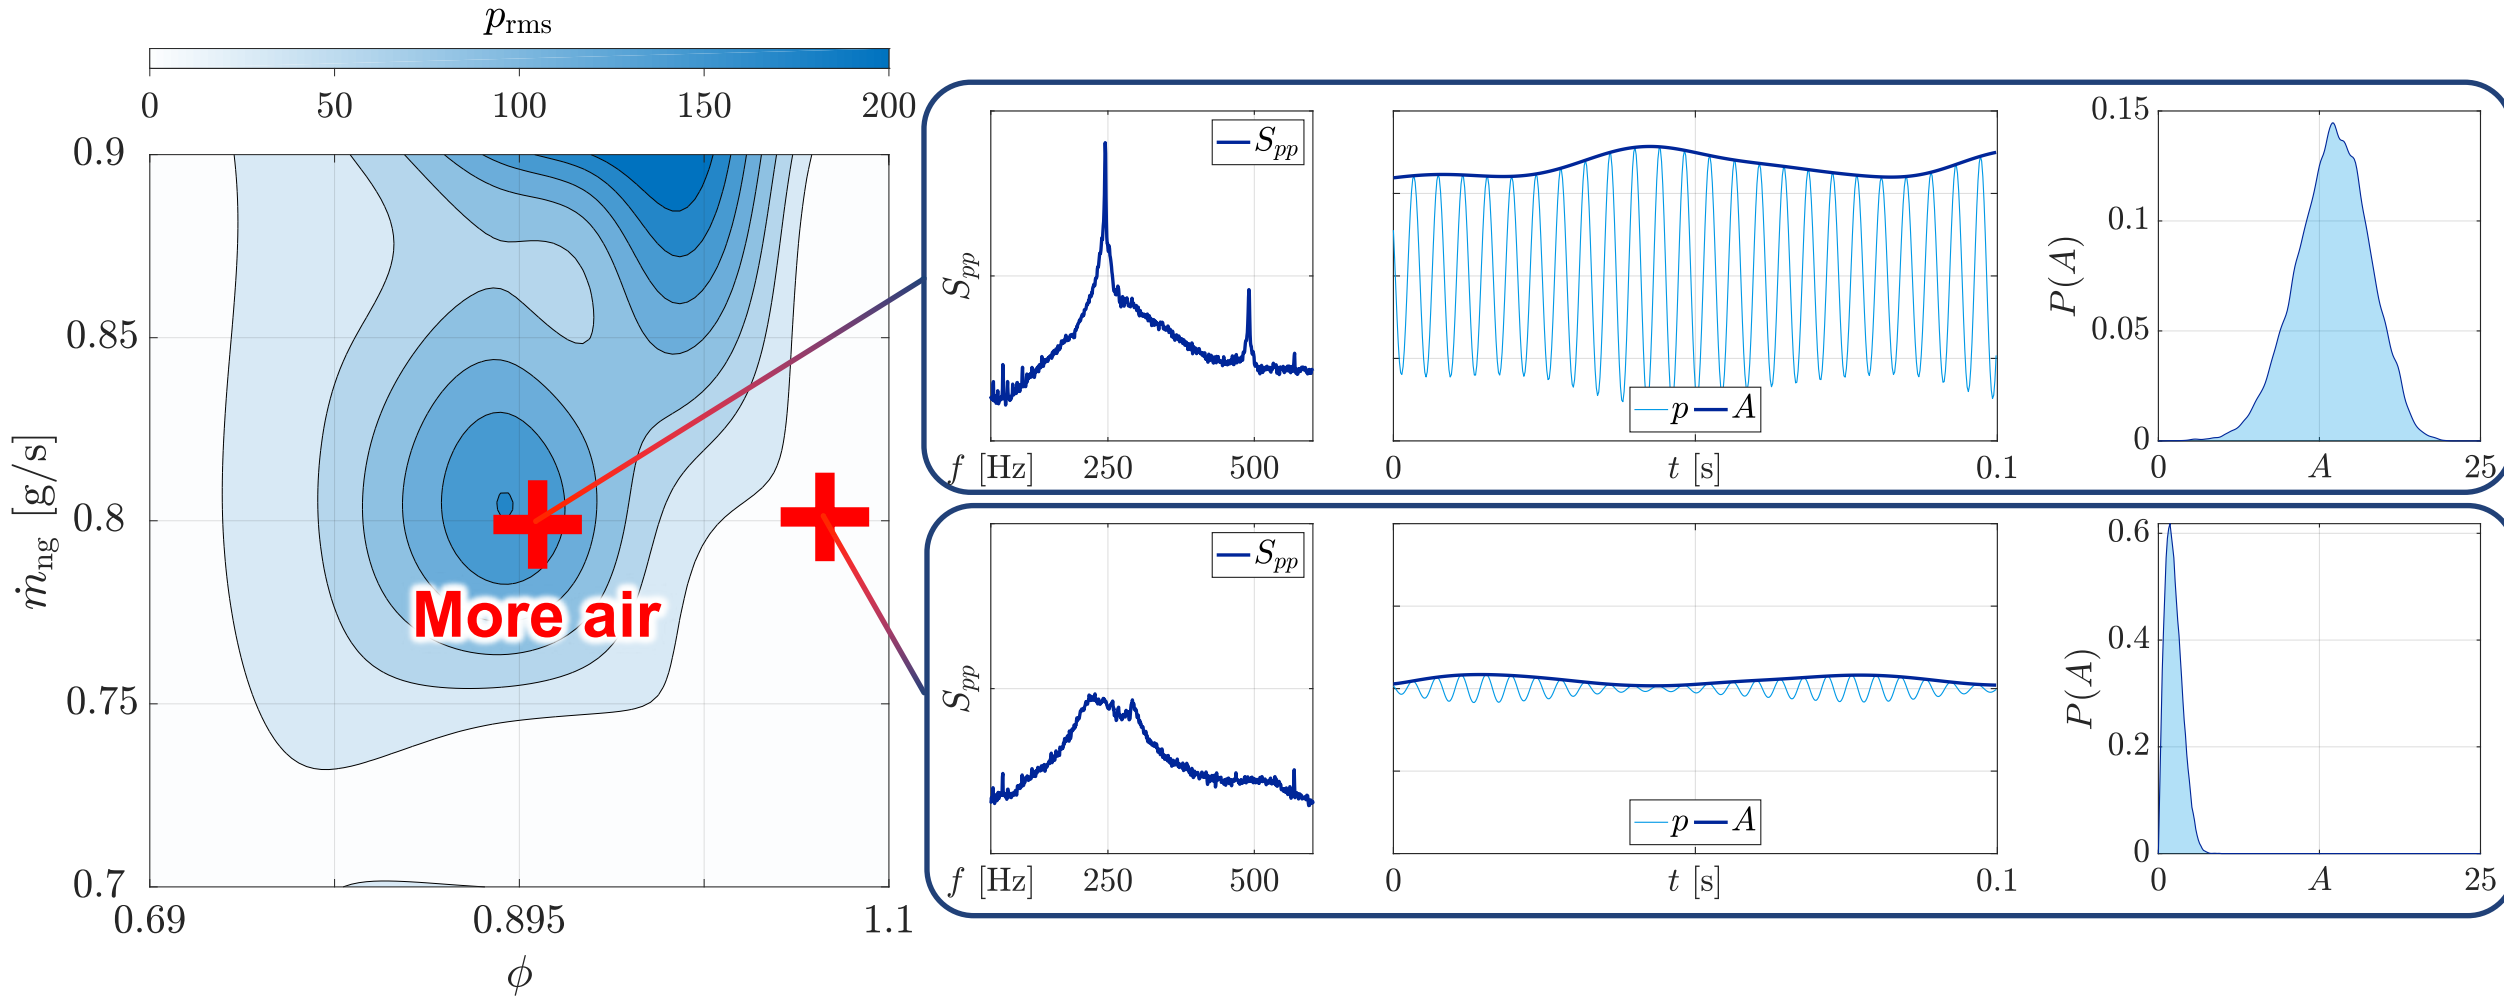 p_rms
0 50 100 150 200
ṁ_ng [g/s]
0.9
0.85
0.8
0.75
0.7
0.69 0.895 1.1
ϕ
More air
S_pp
S_pp
f [Hz] 250 500
p A
0 t [s] 0.1
P(A)
0.15
0.1
0.05
0
0 A 25
S_pp
S_pp
f [Hz] 250 500
p A
0 t [s] 0.1
P(A)
0.6
0.4
0.2
0
0 A 25